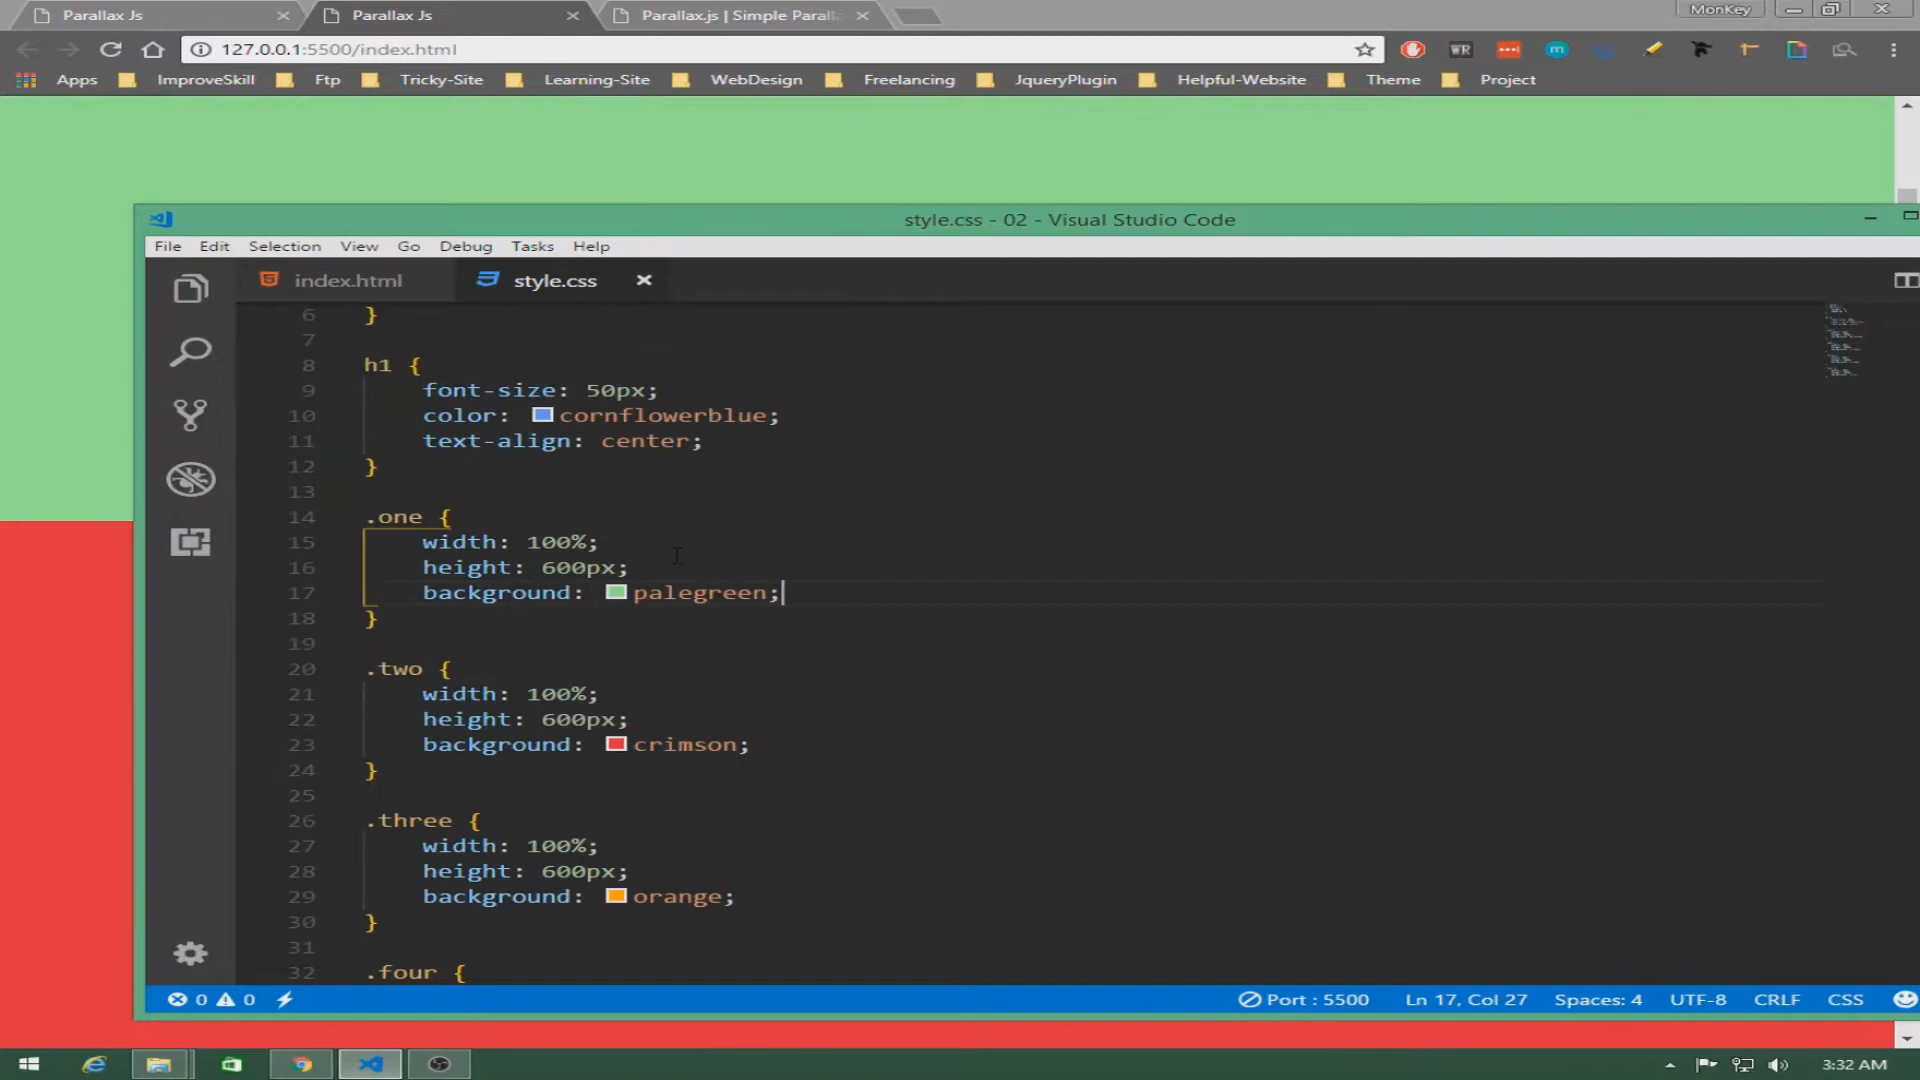 Parallax Js
Parallax Js
Parallax.js | Simple Paralla
MonKey
127.0.0.1:5500/index.html
WR
m
Apps ImproveSkill Ftp Tricky-Site Learning-Site WebDesign Freelancing JqueryPlugin Helpful-Website Theme Project
style.css - 02 - Visual Studio Code
File Edit Selection View Go Debug Tasks Help
index.html style.css
6 }
7
8 h1 {
9 font-size: 50px;
10 color: cornflowerblue;
11 text-align: center;
12 }
13
14 .one {
15 width: 100%;
16 height: 600px;
17 background: palegreen;
18 }
19
20 .two {
21 width: 100%;
22 height: 600px;
23 background: crimson;
24 }
25
26 .three {
27 width: 100%;
28 height: 600px;
29 background: orange;
30 }
31
32 .four {
0 0 Port : 5500 Ln 17, Col 27 Spaces: 4 UTF-8 CRLF CSS
3:32 AM